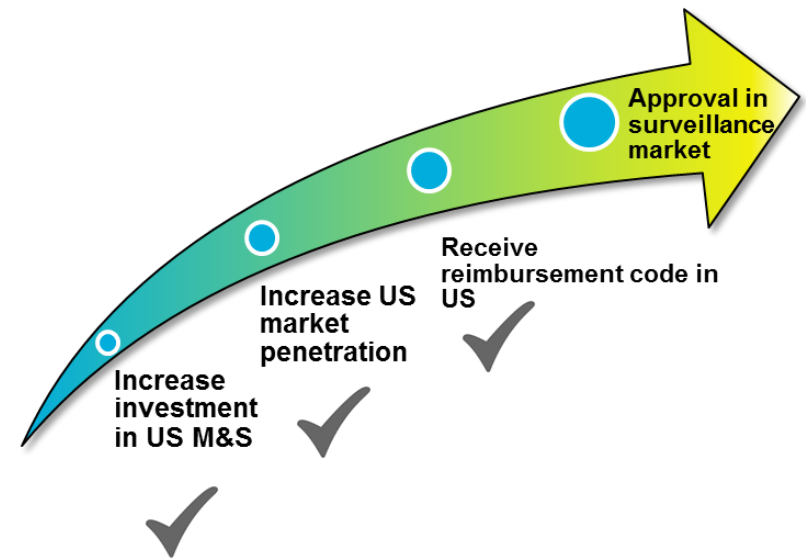 Approval in
surveillance
market
Receive
reimbursement code in
US
Increase US
market
penetration
Increase
investment
in US M&S